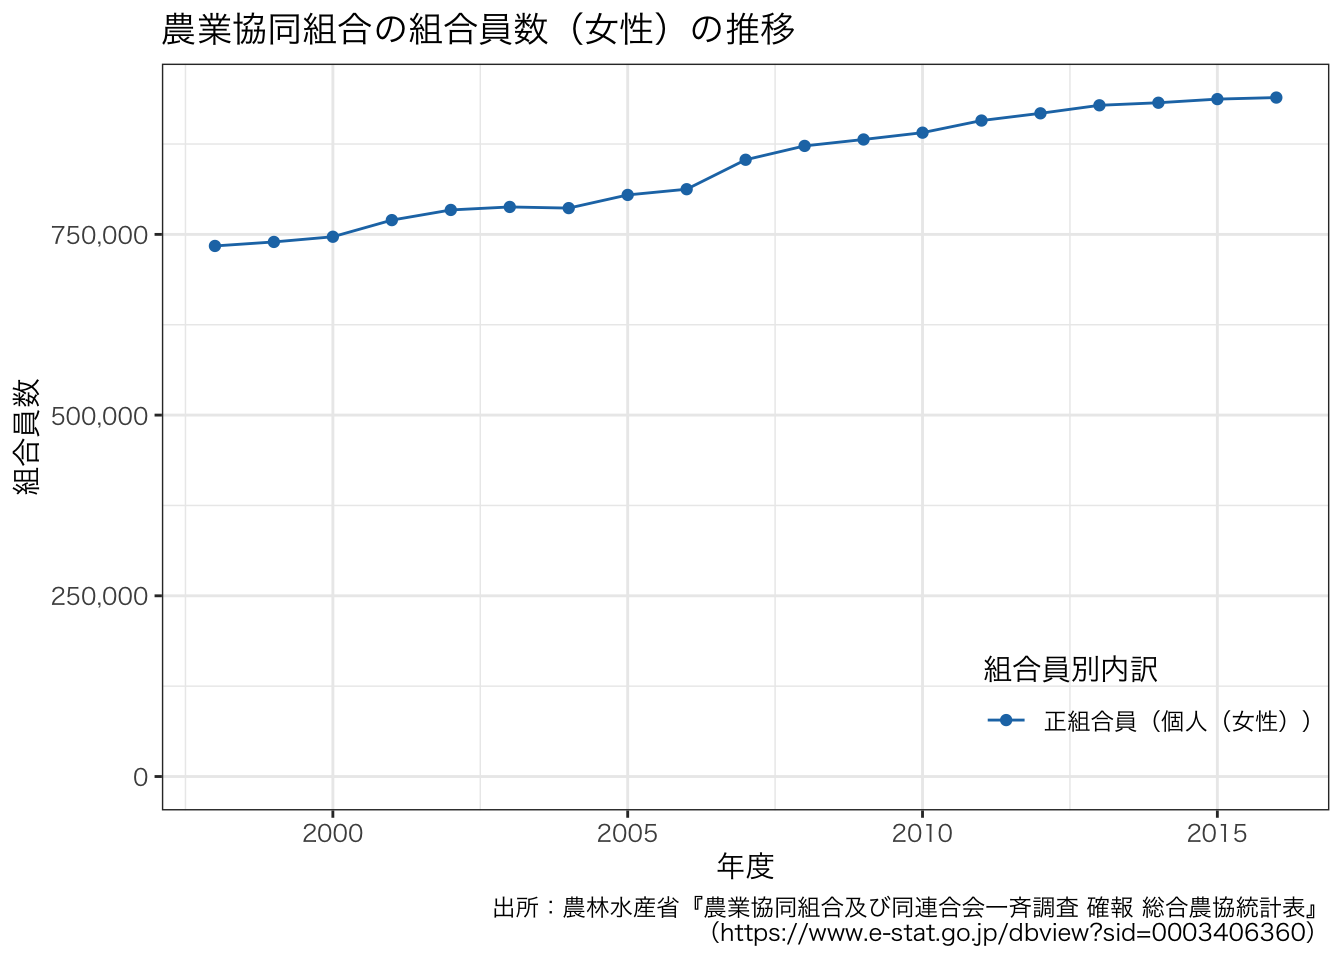 農業協同組合の組合員数（女性）の推移
組合員数
750,000
500,000
250,000
0
組合員別内訳
正組合員（個人（女性））
2000
2005
2010
2015
年度
出所：農林水産省『農業協同組合及び同連合会一斉調査 確報 総合農協統計表』
（https://www.e-stat.go.jp/dbview?sid=0003406360）